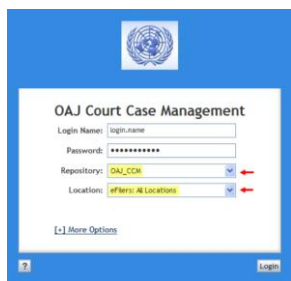 OAJ Court Case Management
Login Name: login.name
Password: •••••••••••
Repository: OAJ_CCM
Location: eFilers: All Locations
[+] More Options
? Login